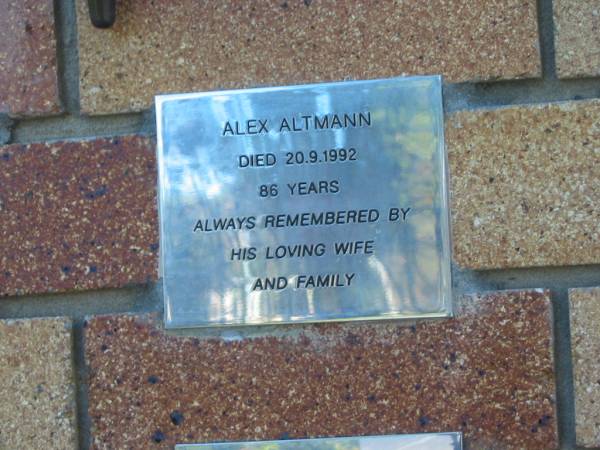 ALEX ALTMANN
DIED 20.9.1992
86 YEARS
ALWAYS REMEMBERED BY
HIS LOVING WIFE
AND FAMILY